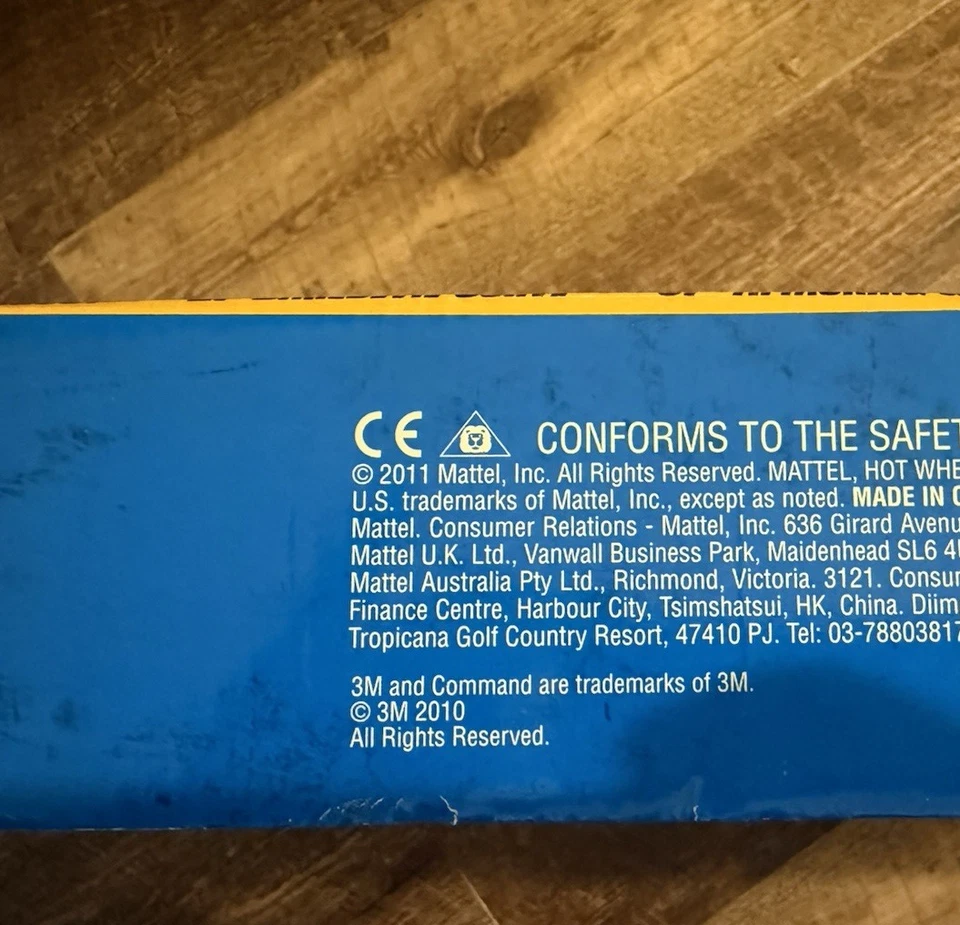 CE CONFORMS TO THE SAFET
© 2011 Mattel, Inc. All Rights Reserved. MATTEL, HOT WHE
U.S. trademarks of Mattel, Inc., except as noted. MADE IN C
Mattel. Consumer Relations - Mattel, Inc. 636 Girard Avenu
Mattel U.K. Ltd., Vanwall Business Park, Maidenhead SL6 4
Mattel Australia Pty Ltd., Richmond, Victoria. 3121. Consu
Finance Centre, Harbour City, Tsimshatsui, HK, China. Diim
Tropicana Golf Country Resort, 47410 PJ. Tel: 03-78803817
3M and Command are trademarks of 3M.
© 3M 2010
All Rights Reserved.